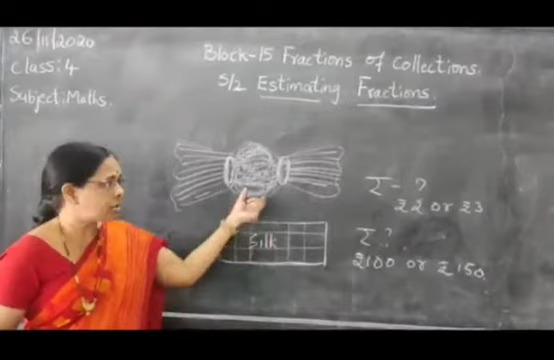 26/11/2020
Class:4
Subject:Maths.
Block-15 Fractions of Collections.
S/2 Estimating Fractions
₹-?
₹2 or ₹3
Silk
₹?
₹100 or ₹150.